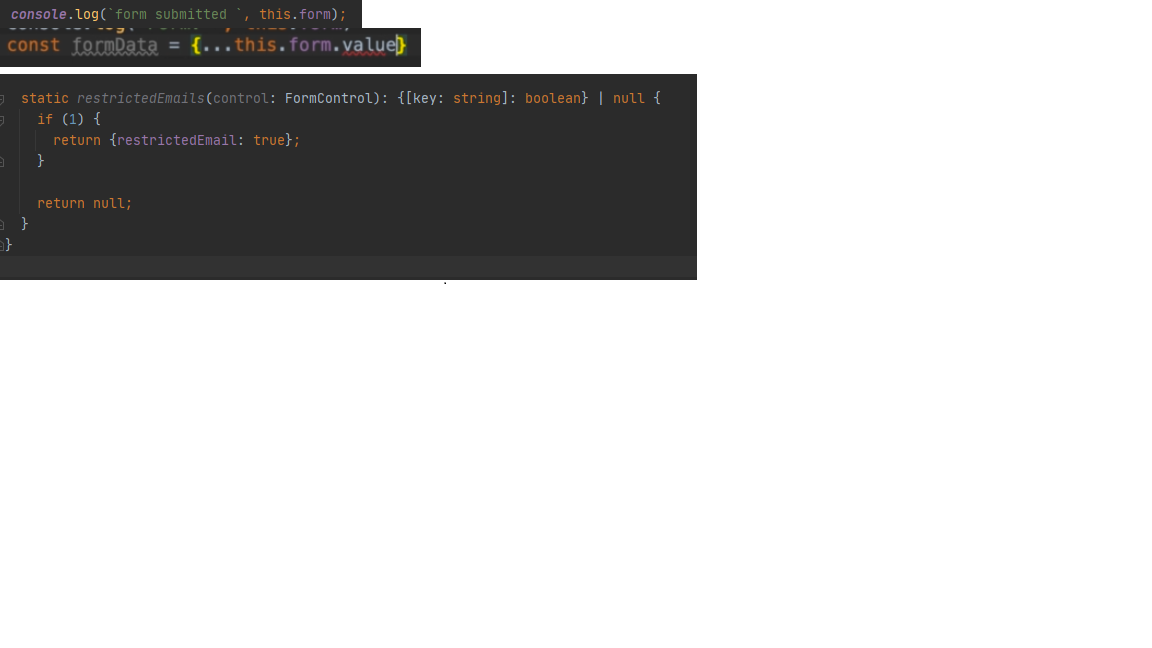 console.log(`form submitted `, this.form);
const formData = {...this.form.value}
static restrictedEmails(control: FormControl): {[key: string]: boolean} | null {
if (1) {
return {restrictedEmail: true};
}
return null;
}
}